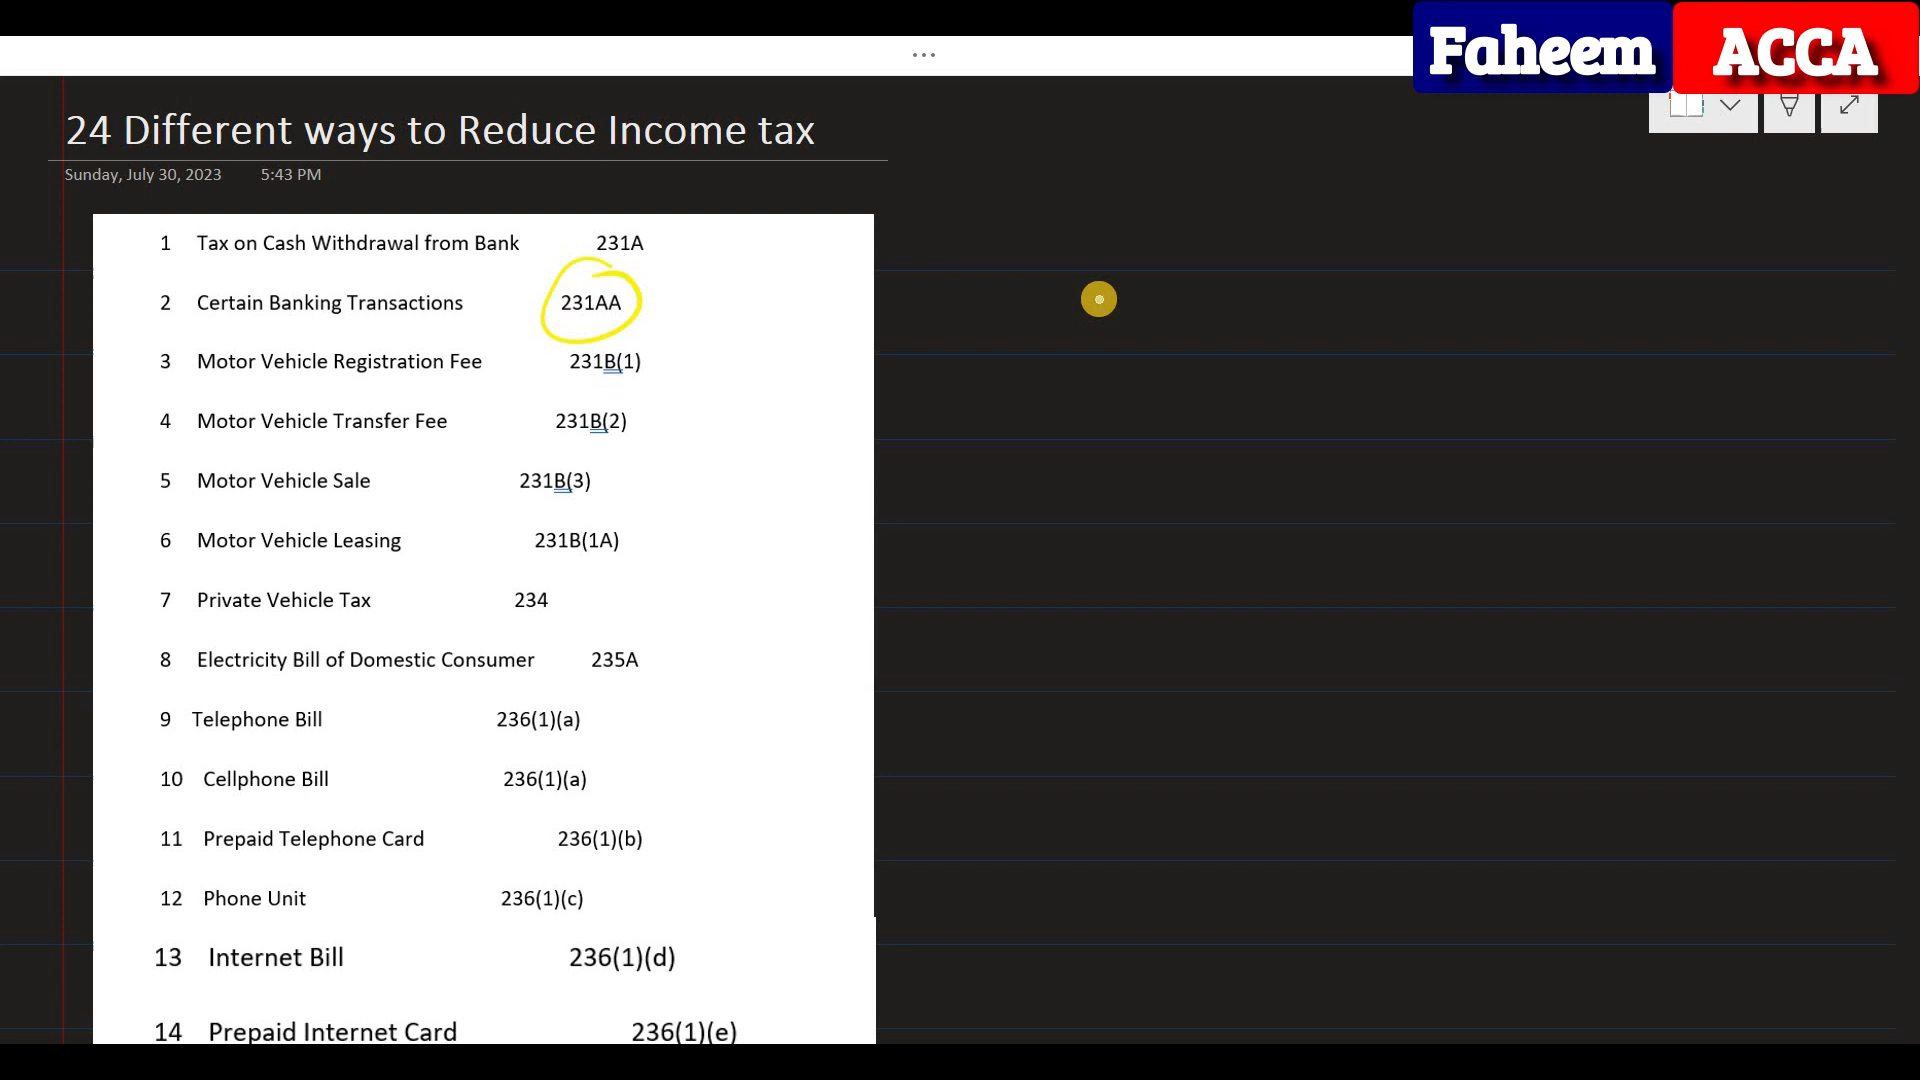 Faheem ACCA
24 Different ways to Reduce Income tax
Sunday, July 30, 2023 5:43 PM
1 Tax on Cash Withdrawal from Bank 231A
2 Certain Banking Transactions 231AA
3 Motor Vehicle Registration Fee 231B(1)
4 Motor Vehicle Transfer Fee 231B(2)
5 Motor Vehicle Sale 231B(3)
6 Motor Vehicle Leasing 231B(1A)
7 Private Vehicle Tax 234
8 Electricity Bill of Domestic Consumer 235A
9 Telephone Bill 236(1)(a)
10 Cellphone Bill 236(1)(a)
11 Prepaid Telephone Card 236(1)(b)
12 Phone Unit 236(1)(c)
13 Internet Bill 236(1)(d)
14 Prepaid Internet Card 236(1)(e)